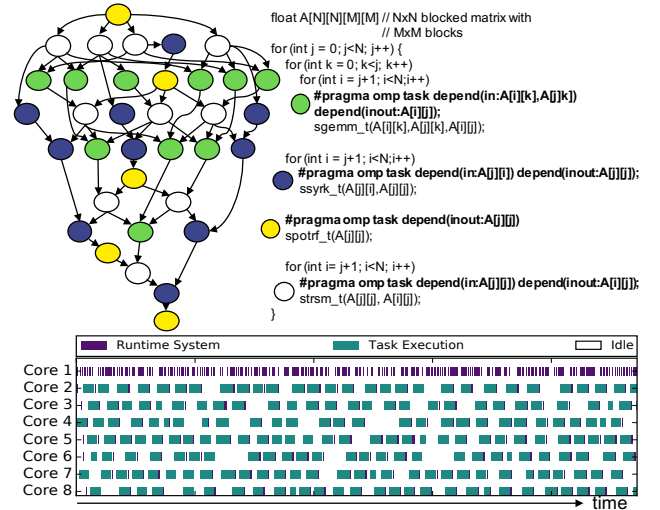 float A[N][N][M][M] // NxN blocked matrix with
// MxM blocks
for (int j = 0; j<N; j++) {
for (int k = 0; k<j; k++)
for (int i = j+1; i<N;i++)
#pragma omp task depend(in:A[i][k],A[j]k])
depend(inout:A[i][j]);
sgemm_t(A[i][k],A[j][k],A[i][j]);
for (int i = j+1; i<N;i++)
#pragma omp task depend(in:A[j][i]) depend(inout:A[j][j]);
ssyrk_t(A[j][i],A[j][j]);
#pragma omp task depend(inout:A[j][j])
spotrf_t(A[j][j]);
for (int i= j+1; i<N, i++)
#pragma omp task depend(in:A[j][j]) depend(inout:A[i][j]);
strsm_t(A[j][j], A[i][j]);
}
Runtime System Task Execution Idle
Core 1
Core 2
Core 3
Core 4
Core 5
Core 6
Core 7
Core 8
time